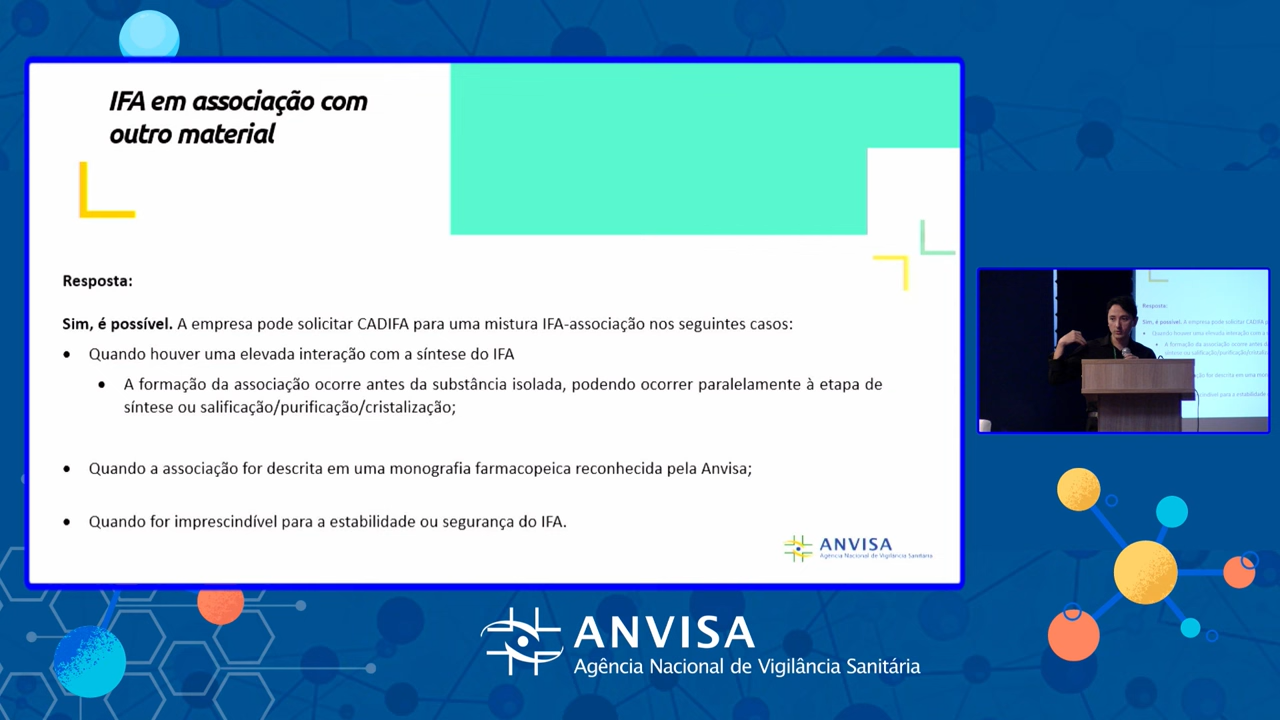 IFA em associação com
outro material
Resposta:
Sim, é possível. A empresa pode solicitar CADIFA para uma mistura IFA-associação nos seguintes casos:
• Quando houver uma elevada interação com a síntese do IFA
• A formação da associação ocorre antes da substância isolada, podendo ocorrer paralelamente à etapa de
síntese ou salificação/purificação/cristalização;
• Quando a associação for descrita em uma monografia farmacopeica reconhecida pela Anvisa;
• Quando for imprescindível para a estabilidade ou segurança do IFA.
ANVISA
Agência Nacional de Vigilância Sanitária
Resposta:
ANVISA
Agência Nacional de Vigilância Sanitária